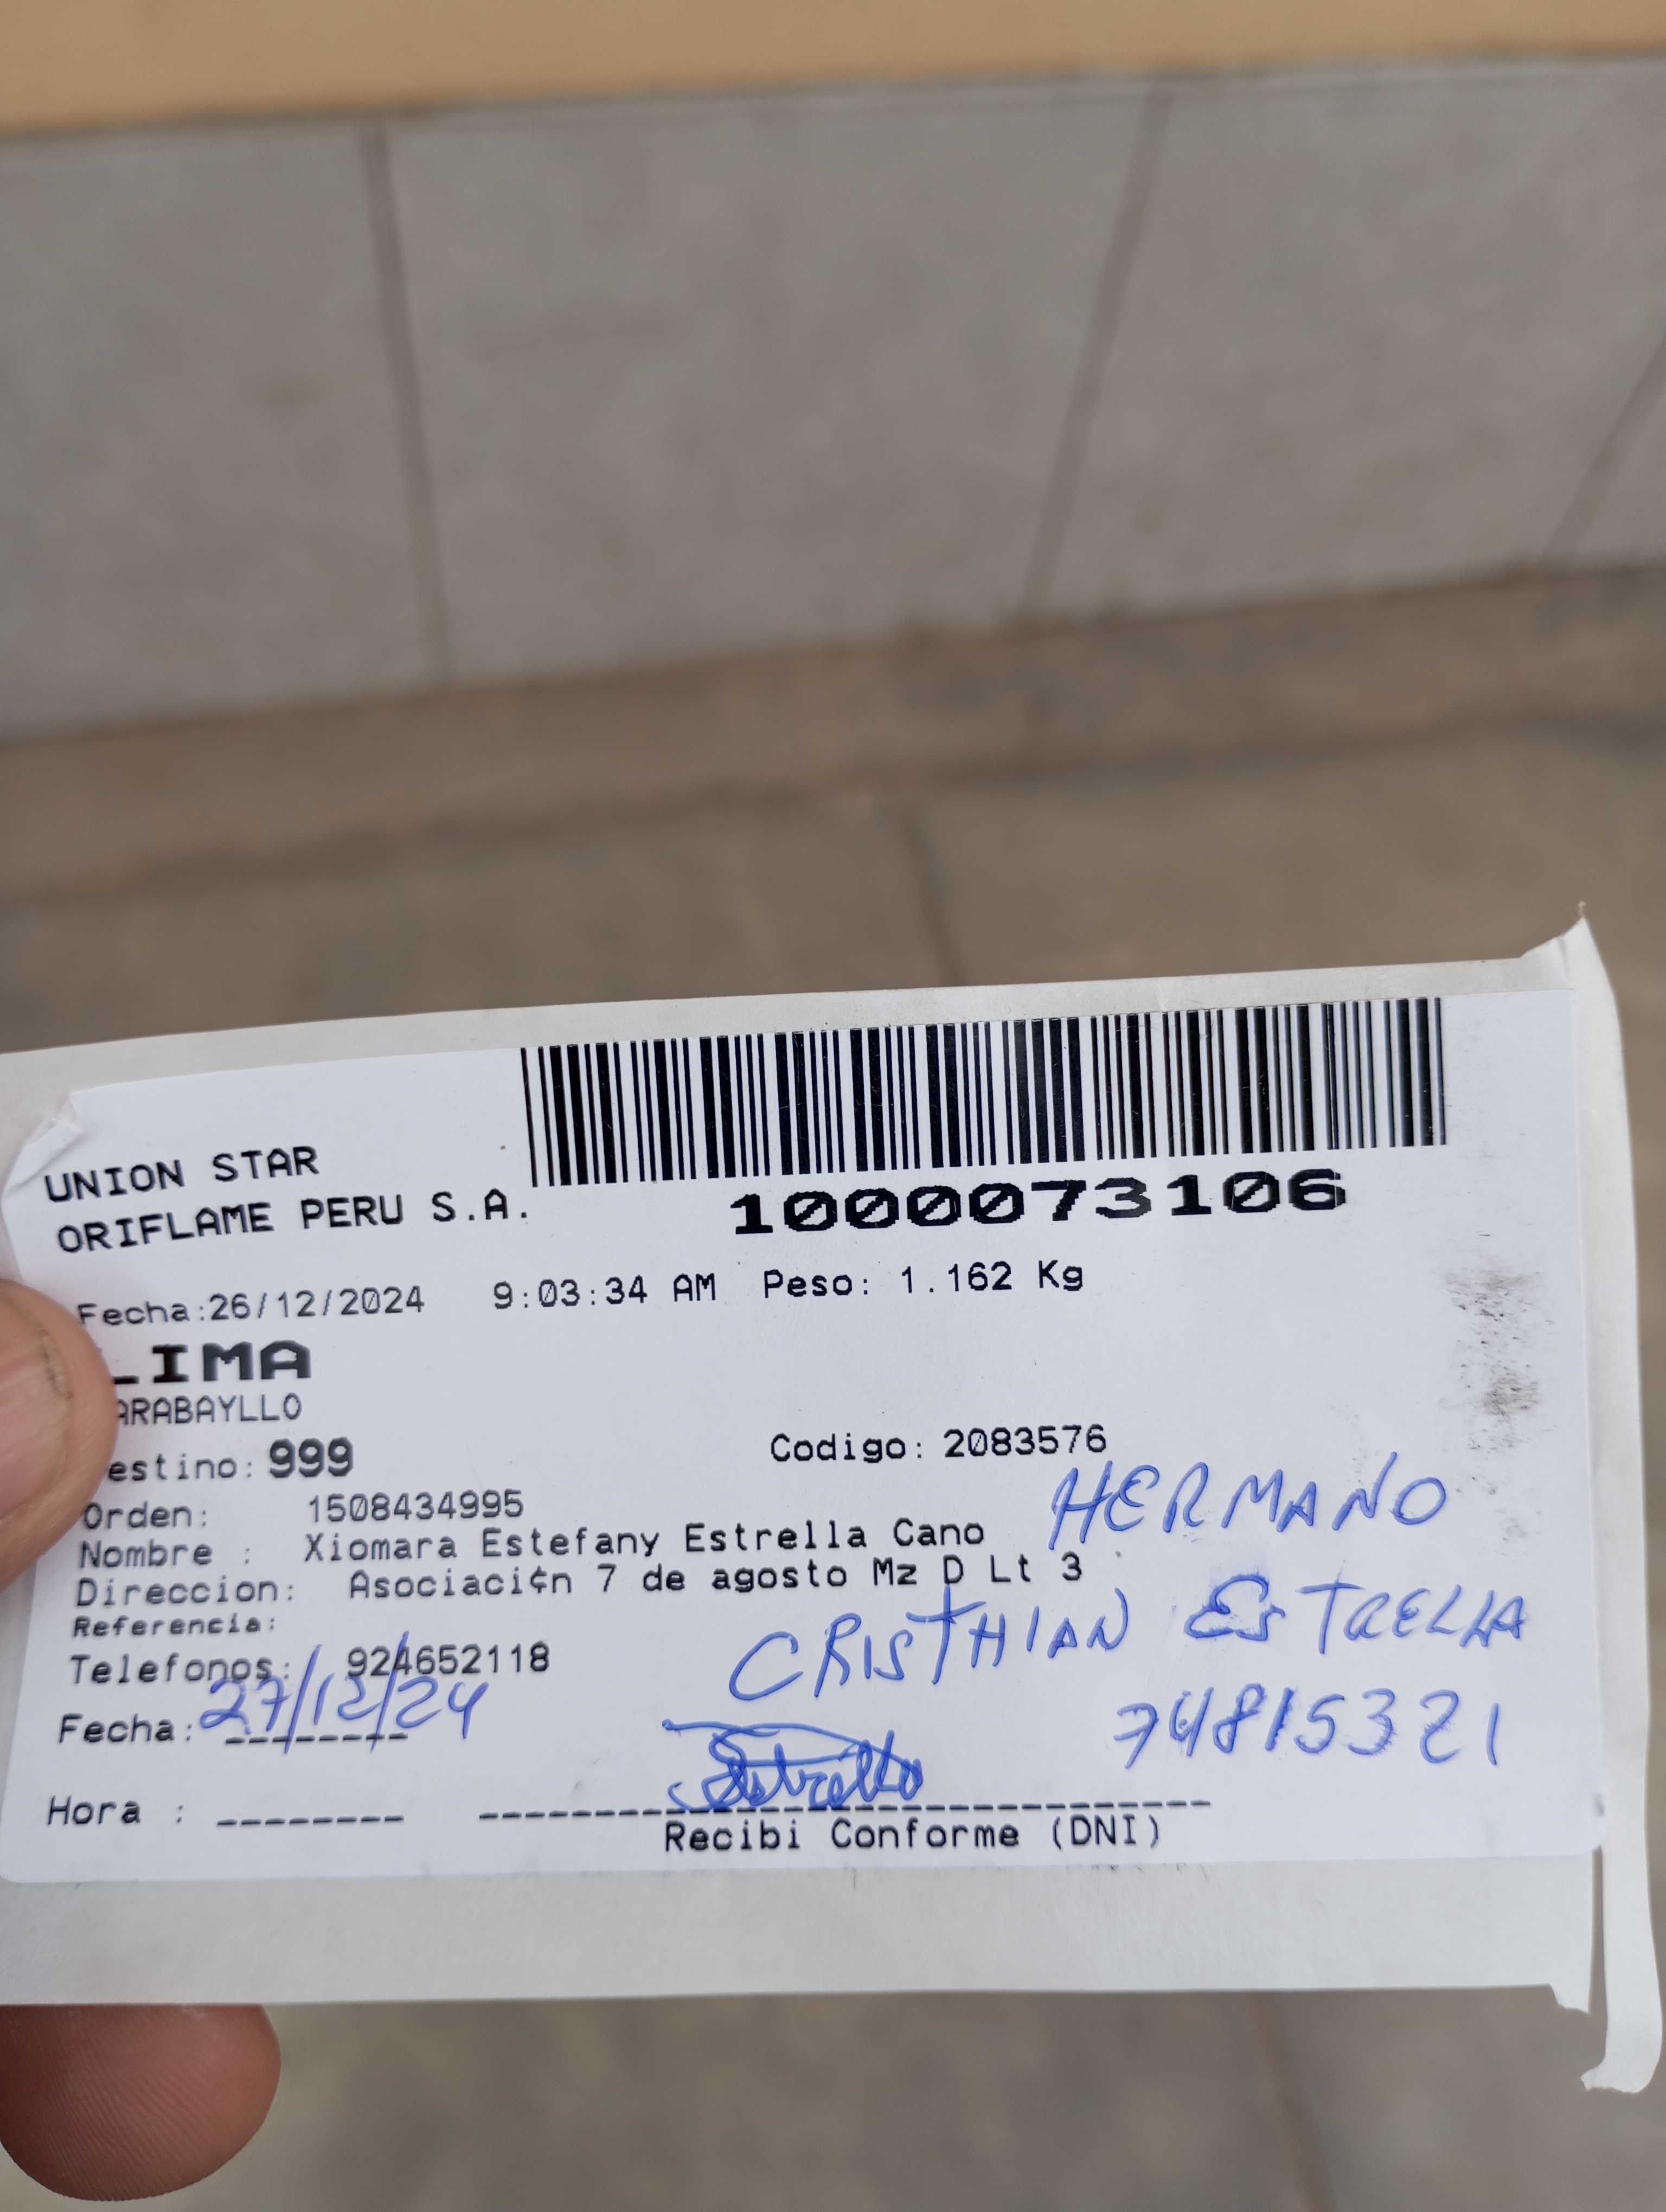 UNION STAR
ORIFLAME PERU S.A.
1000073106
Fecha:26/12/2024 9:03:34 AM Peso: 1.162 Kg
LIMA
ARABAYLLO
estino: 999 Codigo: 2083576
Orden: 1508434995
HERMANO
Nombre : Xiomara Estefany Estrella Cano
Direccion: Asociaci¢n 7 de agosto Mz D Lt 3
Referencia:
CRISTHIAN ESTRELLA
Telefonos: 924652118
Fecha: 27/12/24
74815321
Estrella
Hora :
Recibi Conforme (DNI)